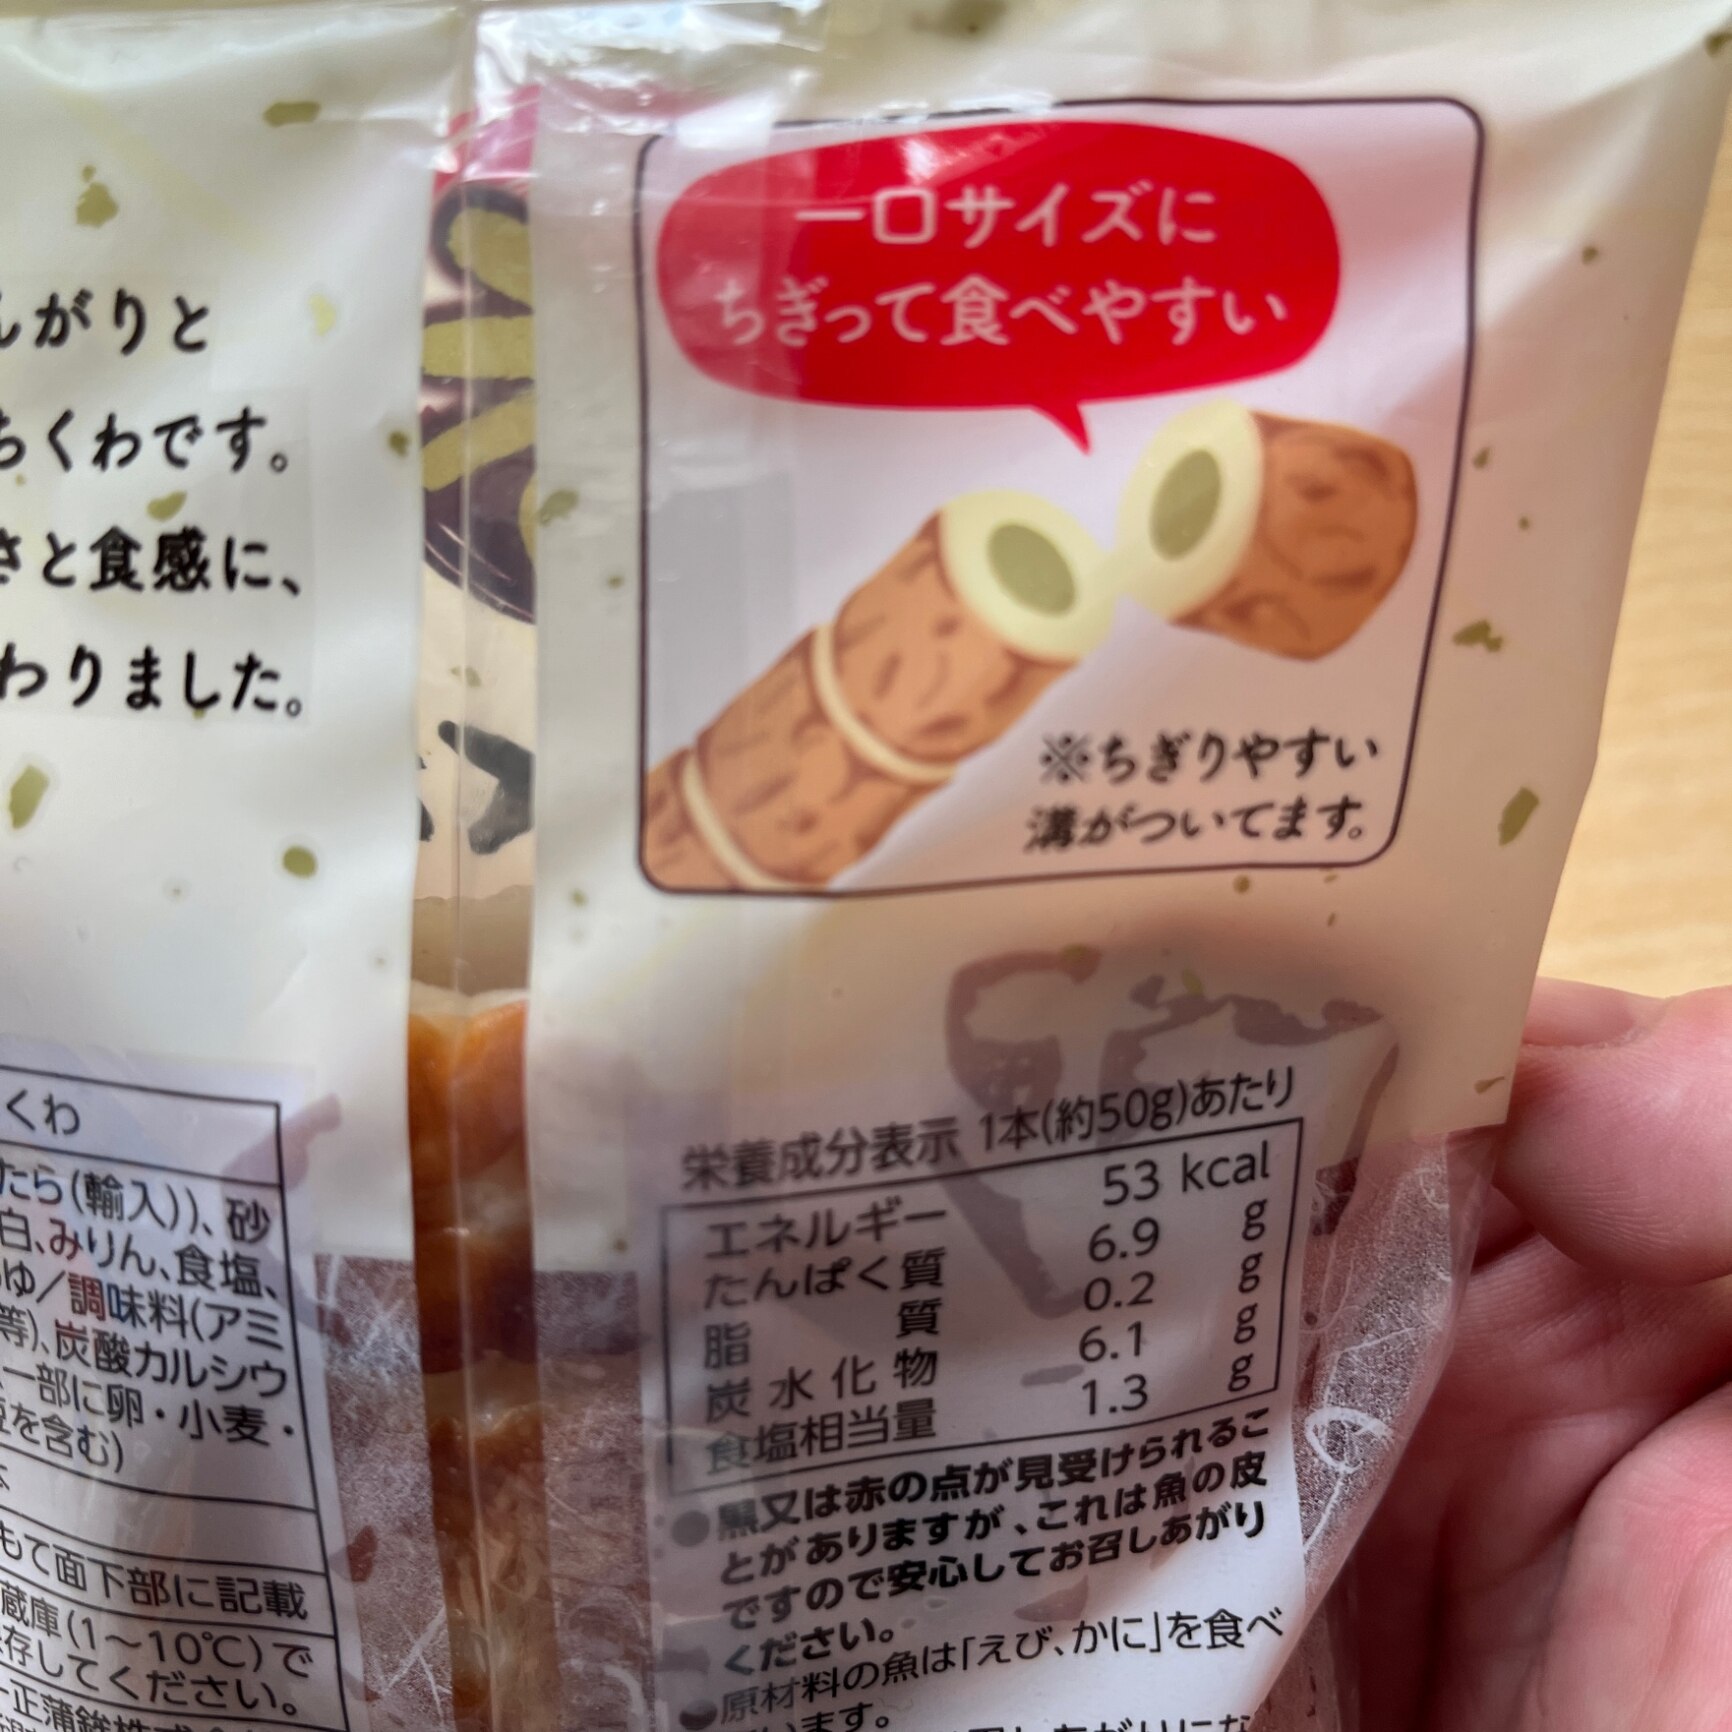 んがりと
ちくわです。
さと食感に、
わりました。
一口サイズに
ちぎって食べやすい
※ちぎりやすい
溝がついてます。
くわ
たら(輸入))、砂
白、みりん、食塩、
ゆ/調味料(アミ
等)、炭酸カルシウ
一部に卵・小麦・
を含む)
本
もて面下部に記載
蔵庫(1～10℃)で
存してください。
一正蒲鉾株式
栄養成分表示 1本(約50g)あたり
エネルギー 53 kcal
たんぱく質 6.9 g
脂質 0.2 g
炭水化物 6.1 g
食塩相当量 1.3 g
●黒又は赤の点が見受けられるこ
とがありますが、これは魚の皮
ですので安心してお召しあがり
ください。
●原材料の魚は「えび、かに」を食べ
います。